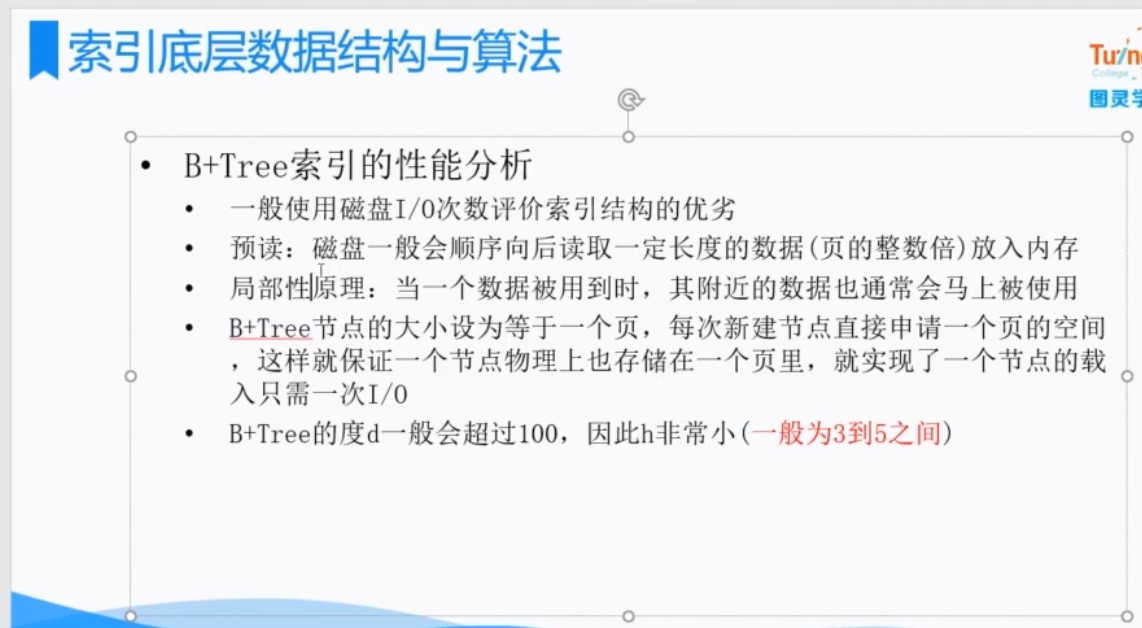 索引底层数据结构与算法
Tu
College
图灵学
• B+Tree索引的性能分析
• 一般使用磁盘I/O次数评价索引结构的优劣
• 预读：磁盘一般会顺序向后读取一定长度的数据(页的整数倍)放入内存
• 局部性原理：当一个数据被用到时，其附近的数据也通常会马上被使用
• B+Tree节点的大小设为等于一个页，每次新建节点直接申请一个页的空间
，这样就保证一个节点物理上也存储在一个页里，就实现了一个节点的载
入只需一次I/O
• B+Tree的度d一般会超过100，因此h非常小(一般为3到5之间)